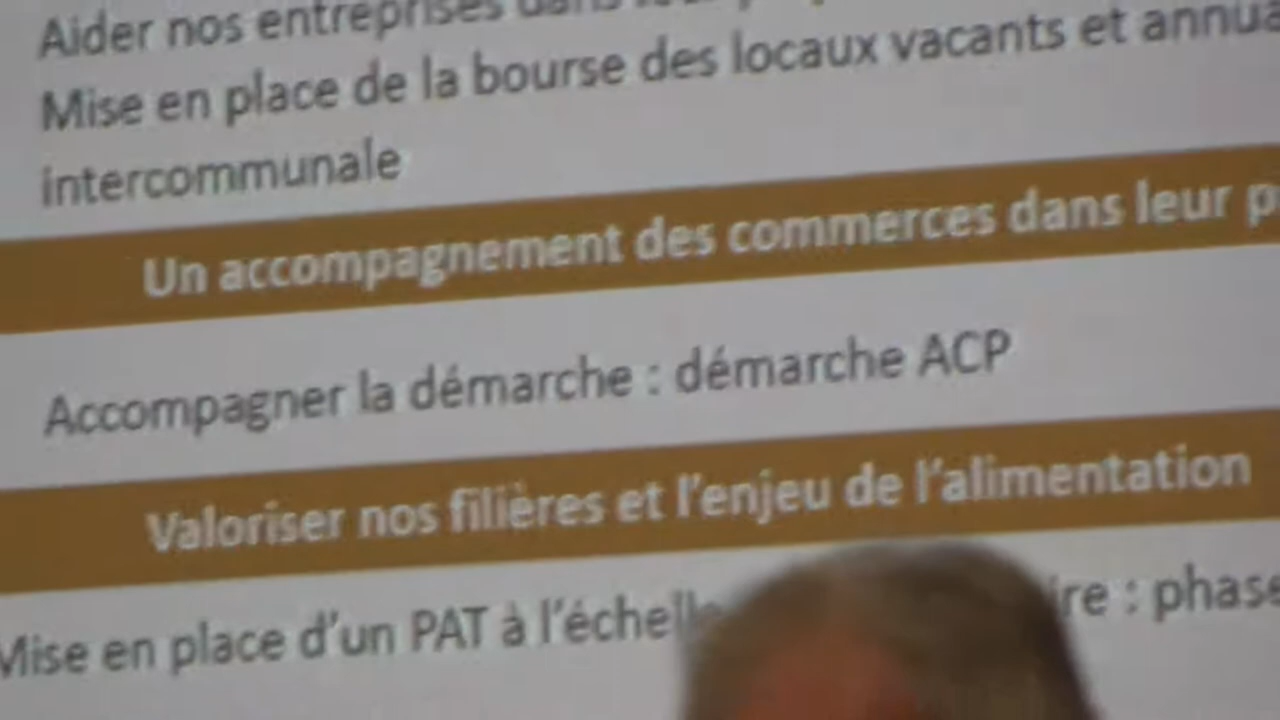 Aider nos entreprises dans
Mise en place de la bourse des locaux vacants et
intercommunale
Un accompagnement des commerces dans leur
Accompagner la démarche : démarche ACP
Valoriser nos filières et l'enjeu de l'alimentation
Mise en place d'un PAT à l'échelle : phase